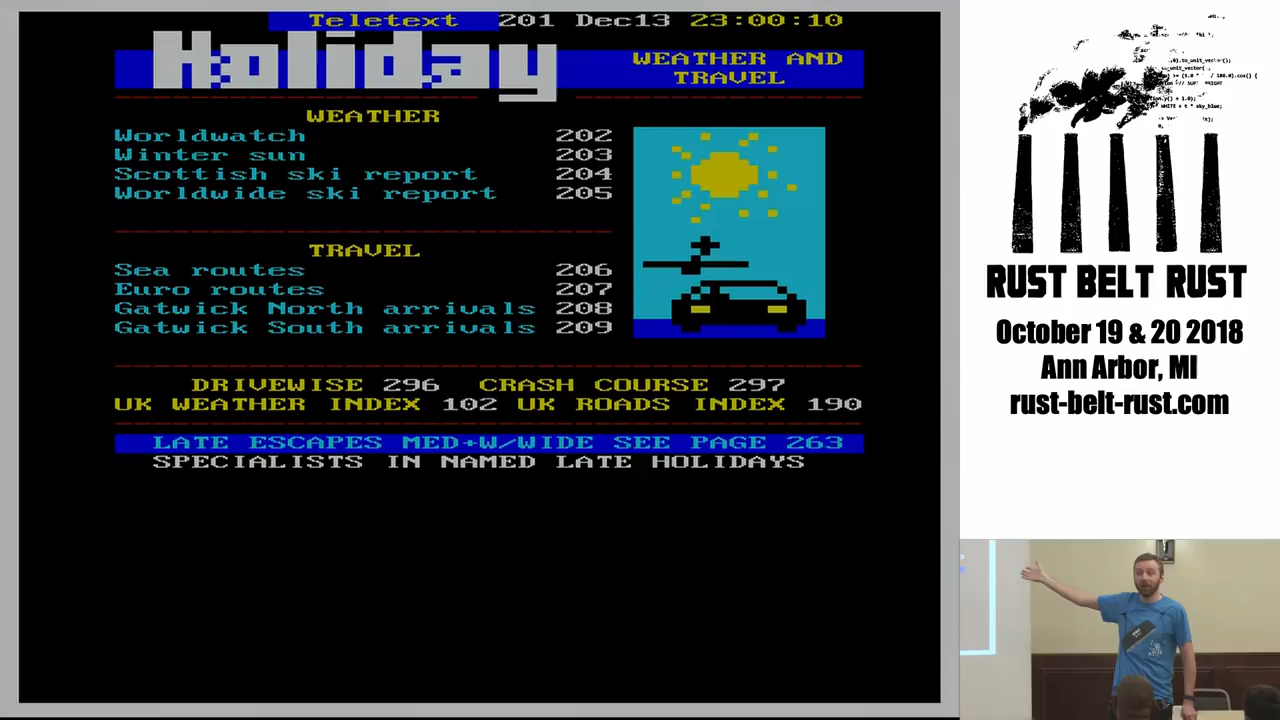 Teletext 201 Dec13 23:00:10
Holiday
WEATHER AND
TRAVEL
WEATHER
Worldwatch 202
Winter sun 203
Scottish ski report 204
Worldwide ski report 205
TRAVEL
Sea routes 206
Euro routes 207
Gatwick North arrivals 208
Gatwick South arrivals 209
DRIVEWISE 296 CRASH COURSE 297
UK WEATHER INDEX 102 UK ROADS INDEX 190
LATE ESCAPES MED+W/WIDE SEE PAGE 263
SPECIALISTS IN NAMED LATE HOLIDAYS
RUST BELT RUST
October 19 & 20 2018
Ann Arbor, MI
rust-belt-rust.com